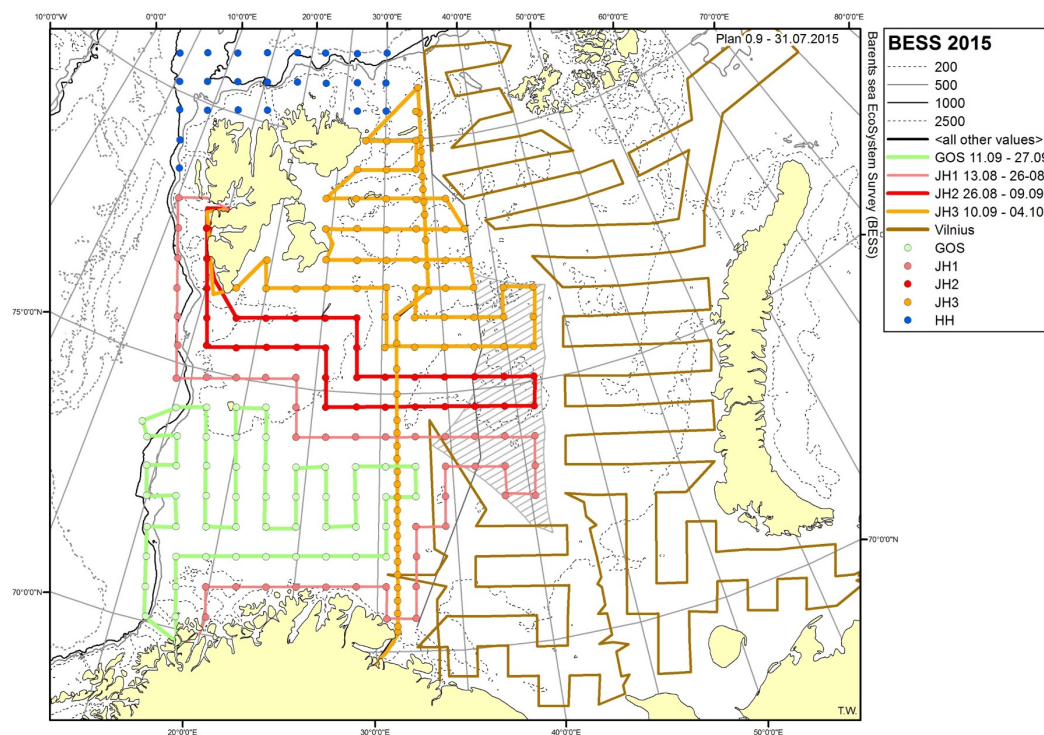 10°0'0"W 0°0'0" 10°0'0"E 20°0'0"E 30°0'0"E 40°0'0"E 50°0'0"E 60°0'0"E 70°0'0"E 80°0'0"E
Plan 0.9 - 31.07.2015
Barents sea EcoSystem Survey (BESS)
BESS 2015
200
500
1000
2500
<all other values>
GOS 11.09 - 27.09
JH1 13.08 - 26-08
JH2 26.08 - 09.09
JH3 10.09 - 04.10
Vilnius
GOS
JH1
JH2
JH3
HH
75°0'0"N
70°0'0"N
70°0'0"N
T.W.
20°0'0"E 30°0'0"E 40°0'0"E 50°0'0"E